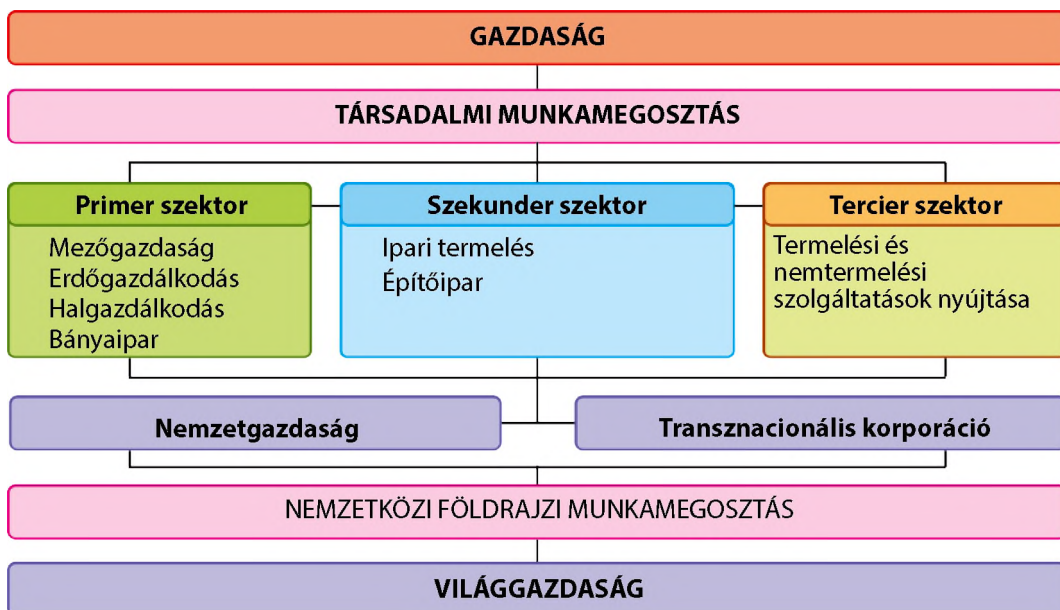 GAZDASÁG
TÁRSADALMI MUNKAMEGOSZTÁS
Primer szektor
Mezőgazdaság
Erdőgazdálkodás
Halgazdálkodás
Bányaipar
Szekunder szektor
Ipari termelés
Építőipar
Tercier szektor
Termelési és
nemtermelési
szolgáltatások nyújtása
Nemzetgazdaság
Transznacionális korporáció
NEMZETKÖZI FÖLDRAJZI MUNKAMEGOSZTÁS
VILÁGGAZDASÁG